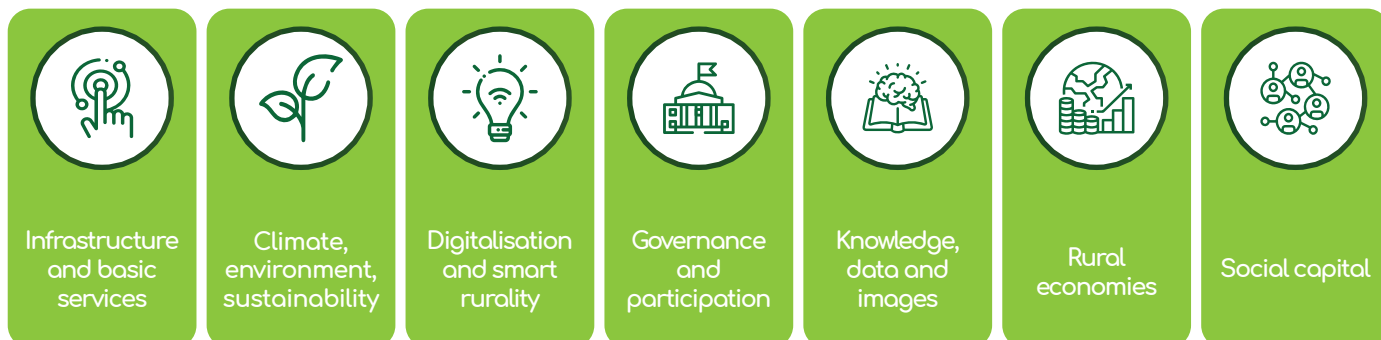 Infrastructure
and basic
services
Climate,
environment,
sustainability
Digitalisation
and smart
rurality
Governance
and
participation
Knowledge,
data and
images
Rural
economies
Social capital